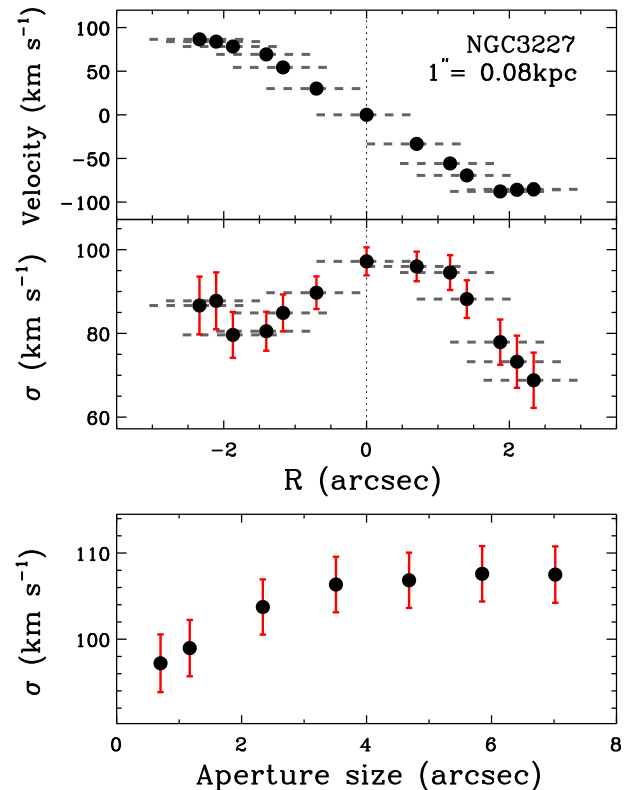 NGC3227
1″= 0.08kpc
Velocity (km s⁻¹)
100
50
0
−50
−100
σ (km s⁻¹)
100
80
60
−2
0
2
R (arcsec)
σ (km s⁻¹)
110
100
0
2
4
6
8
Aperture size (arcsec)